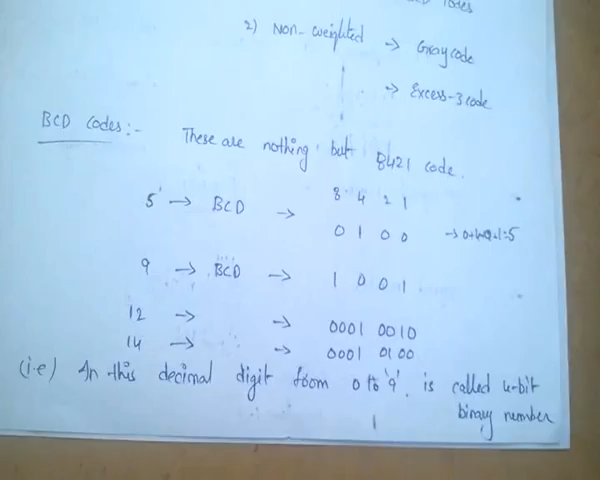 codes
2) Non-weighted → Gray code
→ Excess-3 code
BCD Codes:-
These are nothing but 8421 code.
8 4 2 1
5 → BCD →
0 1 0 0 → 0+4+0+1=5
9 → BCD → 1 0 0 1
12 → → 0001 0010
14 → → 0001 0100
(i.e) In this decimal digit from 0 to '9'. is called 4-bit
binary number